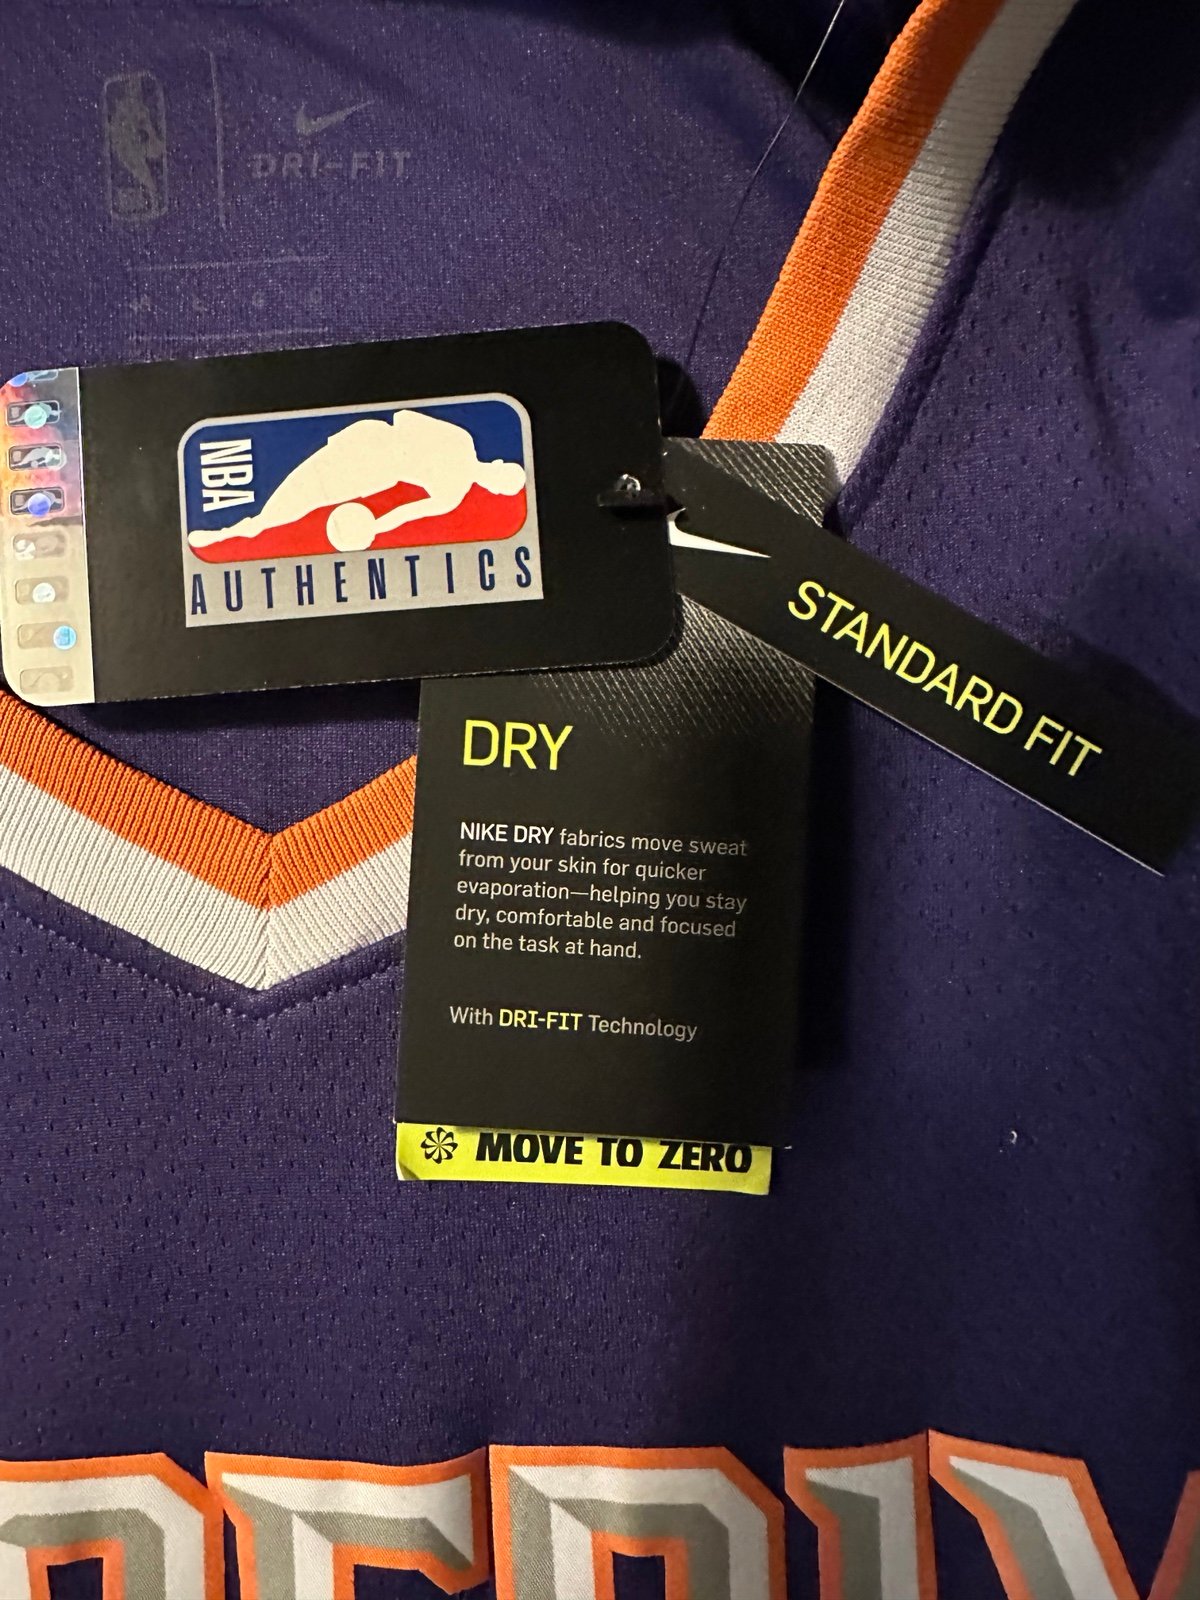 DRI-FIT
NBA
AUTHENTICS
STANDARD FIT
DRY
NIKE DRY fabrics move sweat
from your skin for quicker
evaporation—helping you stay
dry, comfortable and focused
on the task at hand.
With DRI-FIT Technology
MOVE TO ZERO